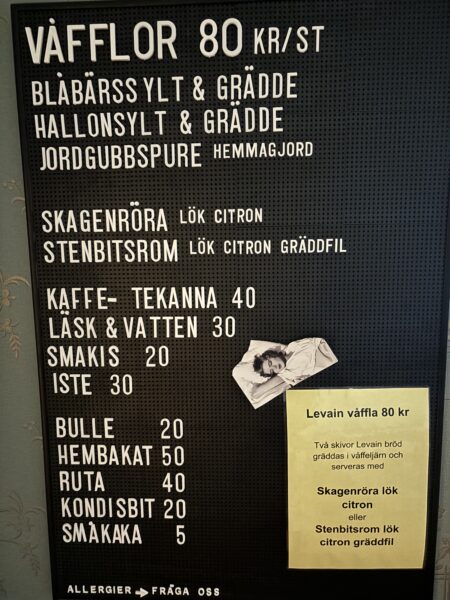 VÅFFLOR 80 KR/ST
BLÅBÄRSSYLT & GRÄDDE
HALLONSYLT & GRÄDDE
JORDGUBBSPURE HEMMAGJORD
SKAGENRÖRA LÖK CITRON
STENBITSROM LÖK CITRON GRÄDDFIL
KAFFE- TEKANNA 40
LÄSK & VATTEN 30
SMAKIS 20
ISTE 30
BULLE 20
HEMBAKAT 50
RUTA 40
KONDISBIT 20
SMÅKAKA 5
ALLERGIER → FRÅGA OSS
Levain våffla 80 kr
Två skivor Levain bröd
gräddas i våffeljärn och
serveras med
Skagenröra lök
citron
eller
Stenbitsrom lök
citron gräddfil